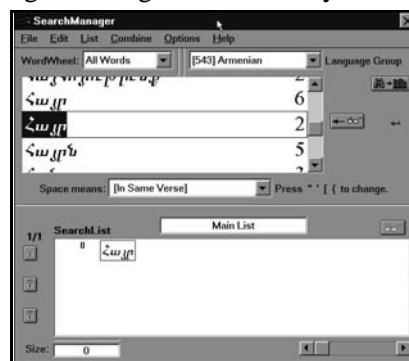 SearchManager
File Edit List Combine Options Help
WordWheel: All Words [543] Armenian Language Group
Հայր 6
Հայր 2
Հայրն 5
Space means: [In Same Verse] Press " ' [ { to change.
1/1 SearchList Main List
0 Հայր
Size: 0